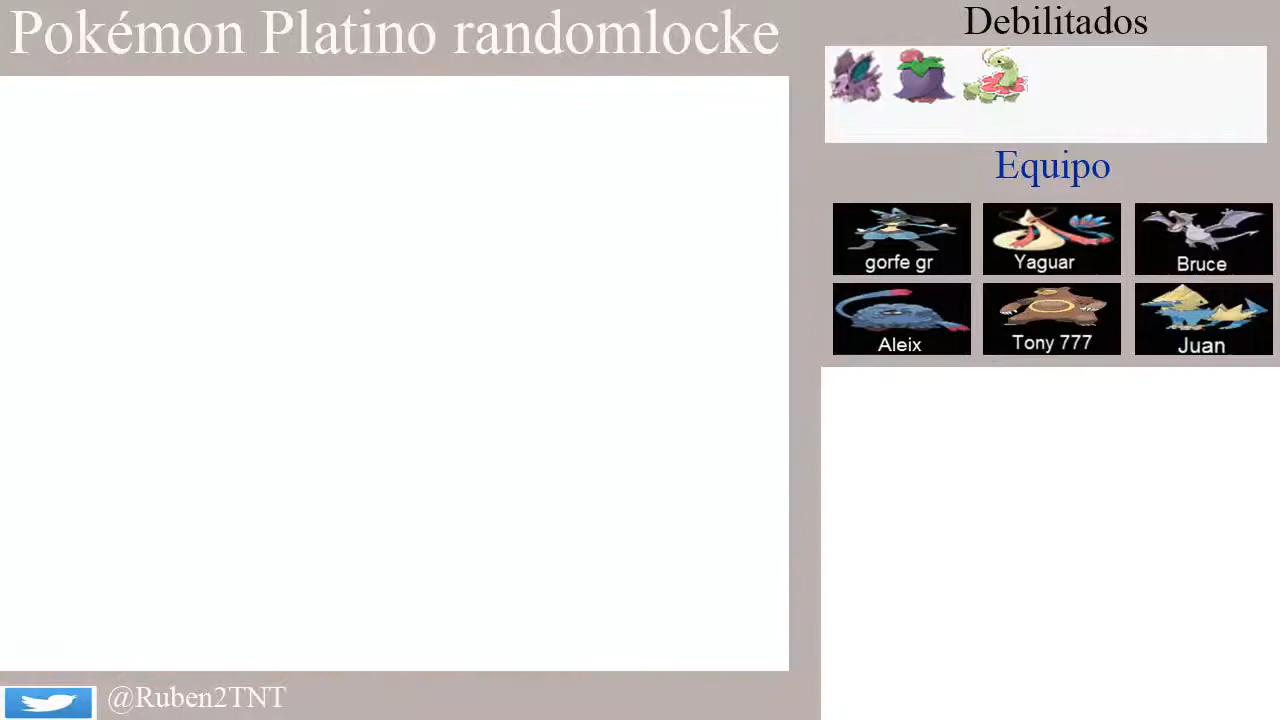 Pokémon Platino randomlocke
Debilitados
Equipo
gorfe gr
Yaguar
Bruce
Aleix
Tony 777
Juan
@Ruben2TNT